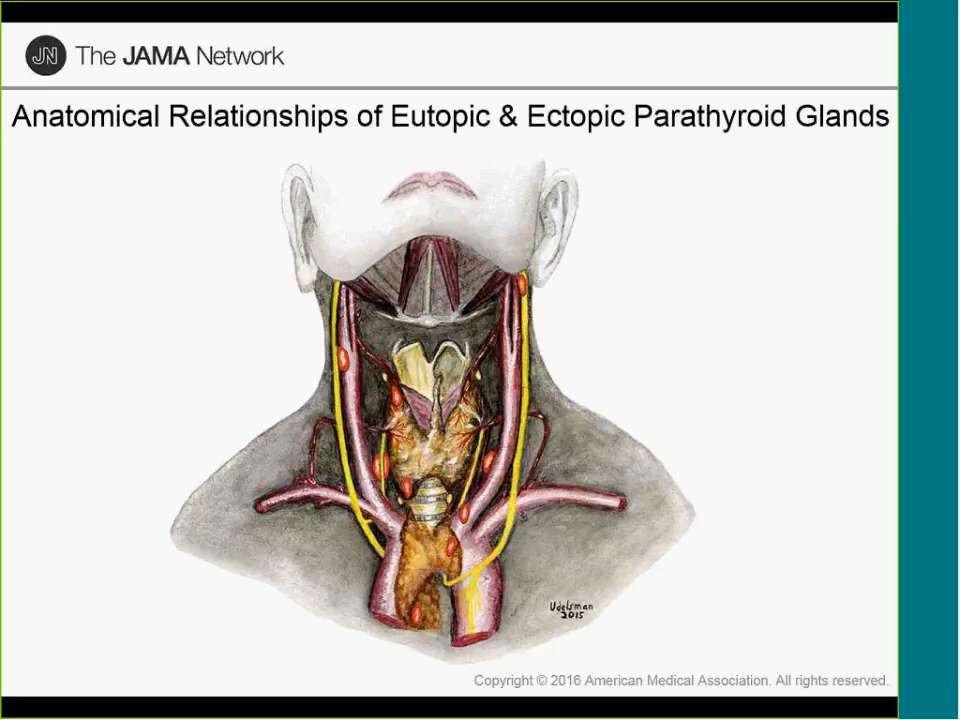 JN The JAMA Network
Anatomical Relationships of Eutopic & Ectopic Parathyroid Glands
Udelsman
2015
Copyright © 2016 American Medical Association. All rights reserved.